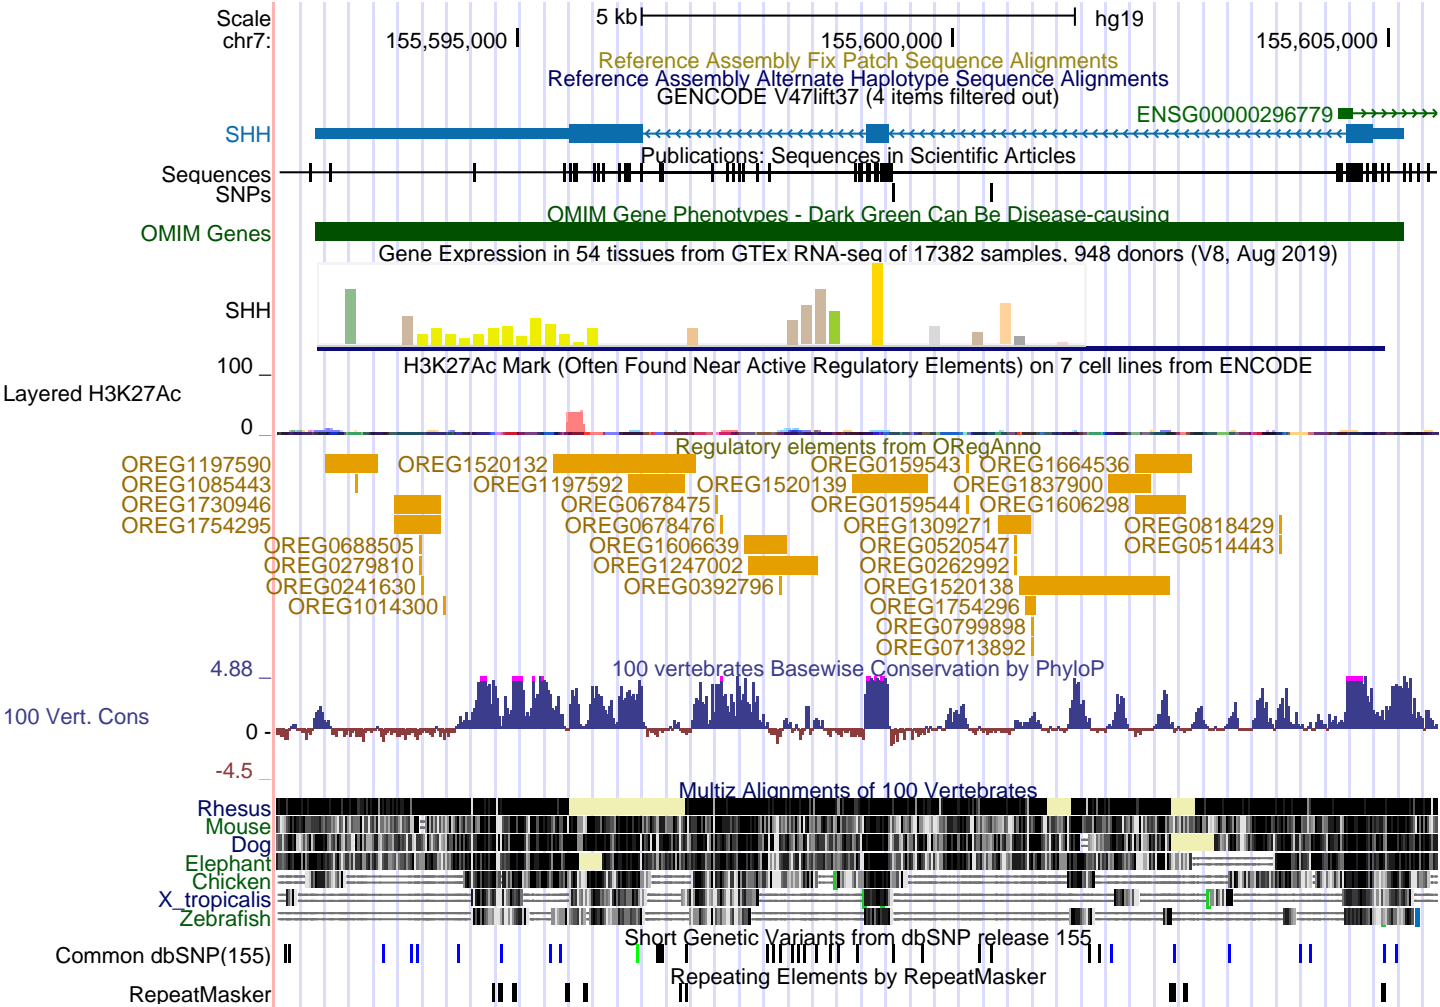 Scale 5 kb hg19
chr7: 155,595,000 155,600,000 155,605,000
Reference Assembly Fix Patch Sequence Alignments
Reference Assembly Alternate Haplotype Sequence Alignments
GENCODE V47lift37 (4 items filtered out)
ENSG00000296779
SHH
Publications: Sequences in Scientific Articles
Sequences
SNPs
OMIM Gene Phenotypes - Dark Green Can Be Disease-causing
OMIM Genes
Gene Expression in 54 tissues from GTEx RNA-seq of 17382 samples, 948 donors (V8, Aug 2019)
SHH
H3K27Ac Mark (Often Found Near Active Regulatory Elements) on 7 cell lines from ENCODE
100 _
Layered H3K27Ac
0 _
Regulatory elements from ORegAnno
OREG1197590 OREG1520132 OREG0159543 OREG1664536
OREG1085443 OREG1197592 OREG1520139 OREG1837900
OREG1730946 OREG0678475 OREG0159544 OREG1606298
OREG1754295 OREG0678476 OREG1309271 OREG0818429
OREG0688505 OREG1606639 OREG0520547 OREG0514443
OREG0279810 OREG1247002 OREG0262992
OREG0241630 OREG0392796 OREG1520138
OREG1014300 OREG1754296
OREG0799898
OREG0713892
100 vertebrates Basewise Conservation by PhyloP
4.88 _
100 Vert. Cons
0 -
-4.5 _
Multiz Alignments of 100 Vertebrates
Rhesus
Mouse
Dog
Elephant
Chicken
X_tropicalis
Zebrafish
Short Genetic Variants from dbSNP release 155
Common dbSNP(155)
Repeating Elements by RepeatMasker
RepeatMasker